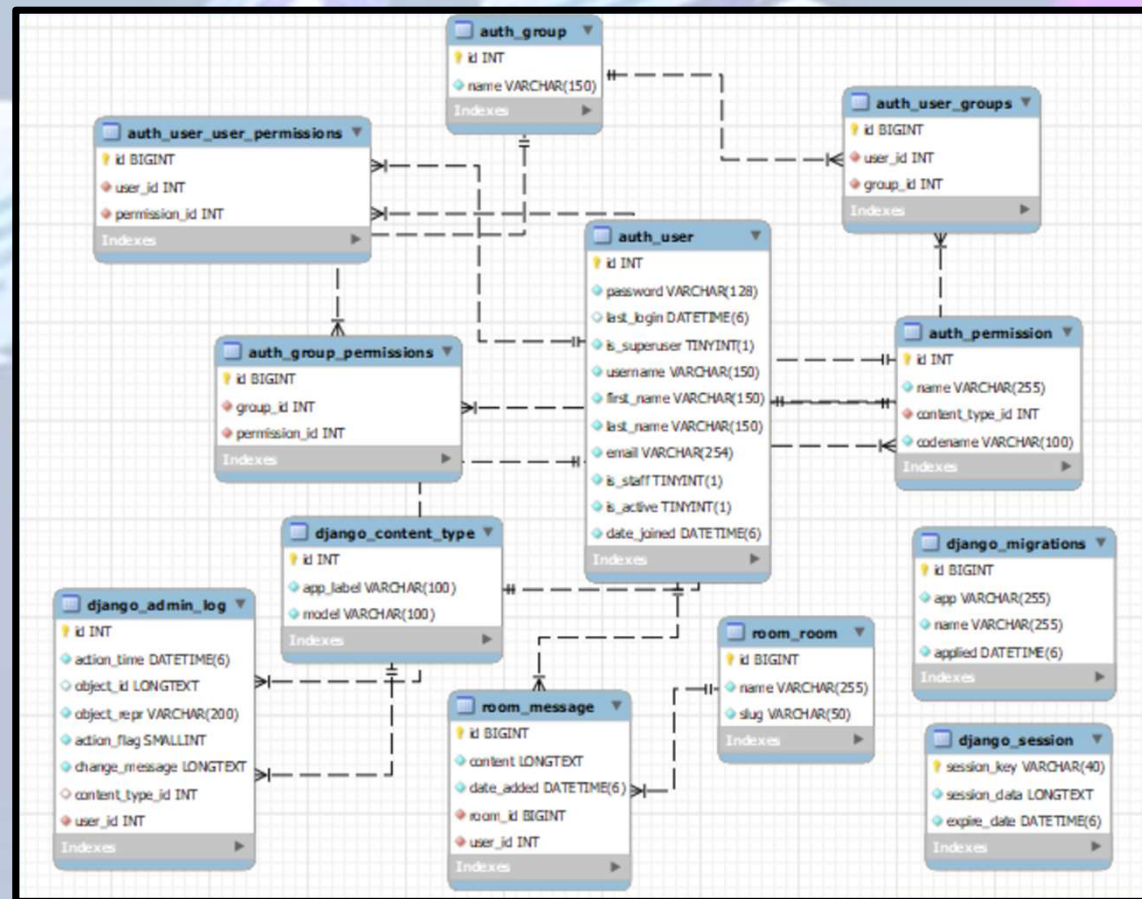 auth_group
id INT
name VARCHAR(150)
Indexes
auth_user_groups
id BIGINT
user_id INT
group_id INT
Indexes
auth_user_user_permissions
id BIGINT
user_id INT
permission_id INT
Indexes
auth_user
id INT
password VARCHAR(128)
last_login DATETIME(6)
is_superuser TINYINT(1)
username VARCHAR(150)
first_name VARCHAR(150)
last_name VARCHAR(150)
email VARCHAR(254)
is_staff TINYINT(1)
is_active TINYINT(1)
date_joined DATETIME(6)
Indexes
auth_permission
id INT
name VARCHAR(255)
content_type_id INT
codename VARCHAR(100)
Indexes
auth_group_permissions
id BIGINT
group_id INT
permission_id INT
Indexes
django_content_type
id INT
app_label VARCHAR(100)
model VARCHAR(100)
Indexes
django_migrations
id BIGINT
app VARCHAR(255)
name VARCHAR(255)
applied DATETIME(6)
Indexes
django_admin_log
id INT
action_time DATETIME(6)
object_id LONGTEXT
object_repr VARCHAR(200)
action_flag SMALLINT
change_message LONGTEXT
content_type_id INT
user_id INT
Indexes
room_room
id BIGINT
name VARCHAR(255)
slug VARCHAR(50)
Indexes
room_message
id BIGINT
content LONGTEXT
date_added DATETIME(6)
room_id BIGINT
user_id INT
Indexes
django_session
session_key VARCHAR(40)
session_data LONGTEXT
expire_date DATETIME(6)
Indexes